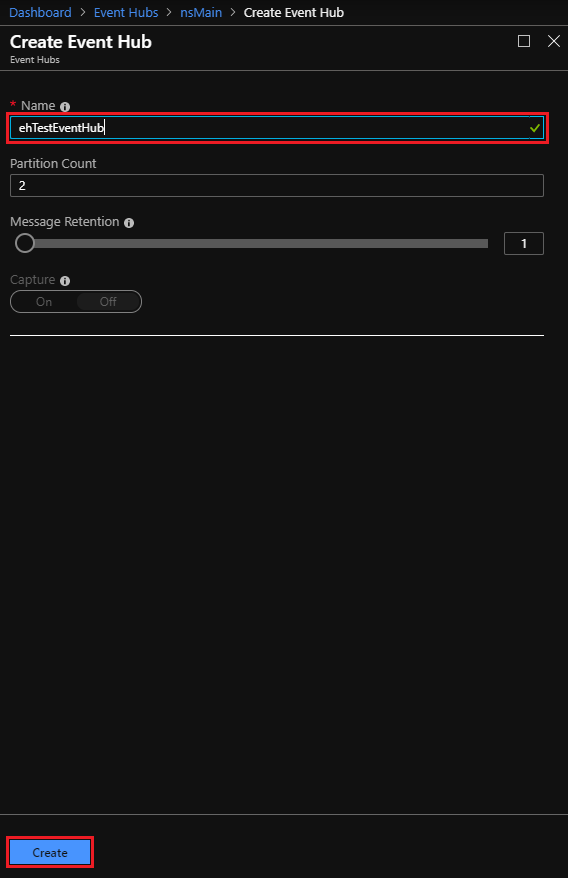 Dashboard > Event Hubs > nsMain > Create Event Hub
Create Event Hub
Event Hubs
* Name
ehTestEventHub
Partition Count
2
Message Retention
1
Capture
On Off
Create